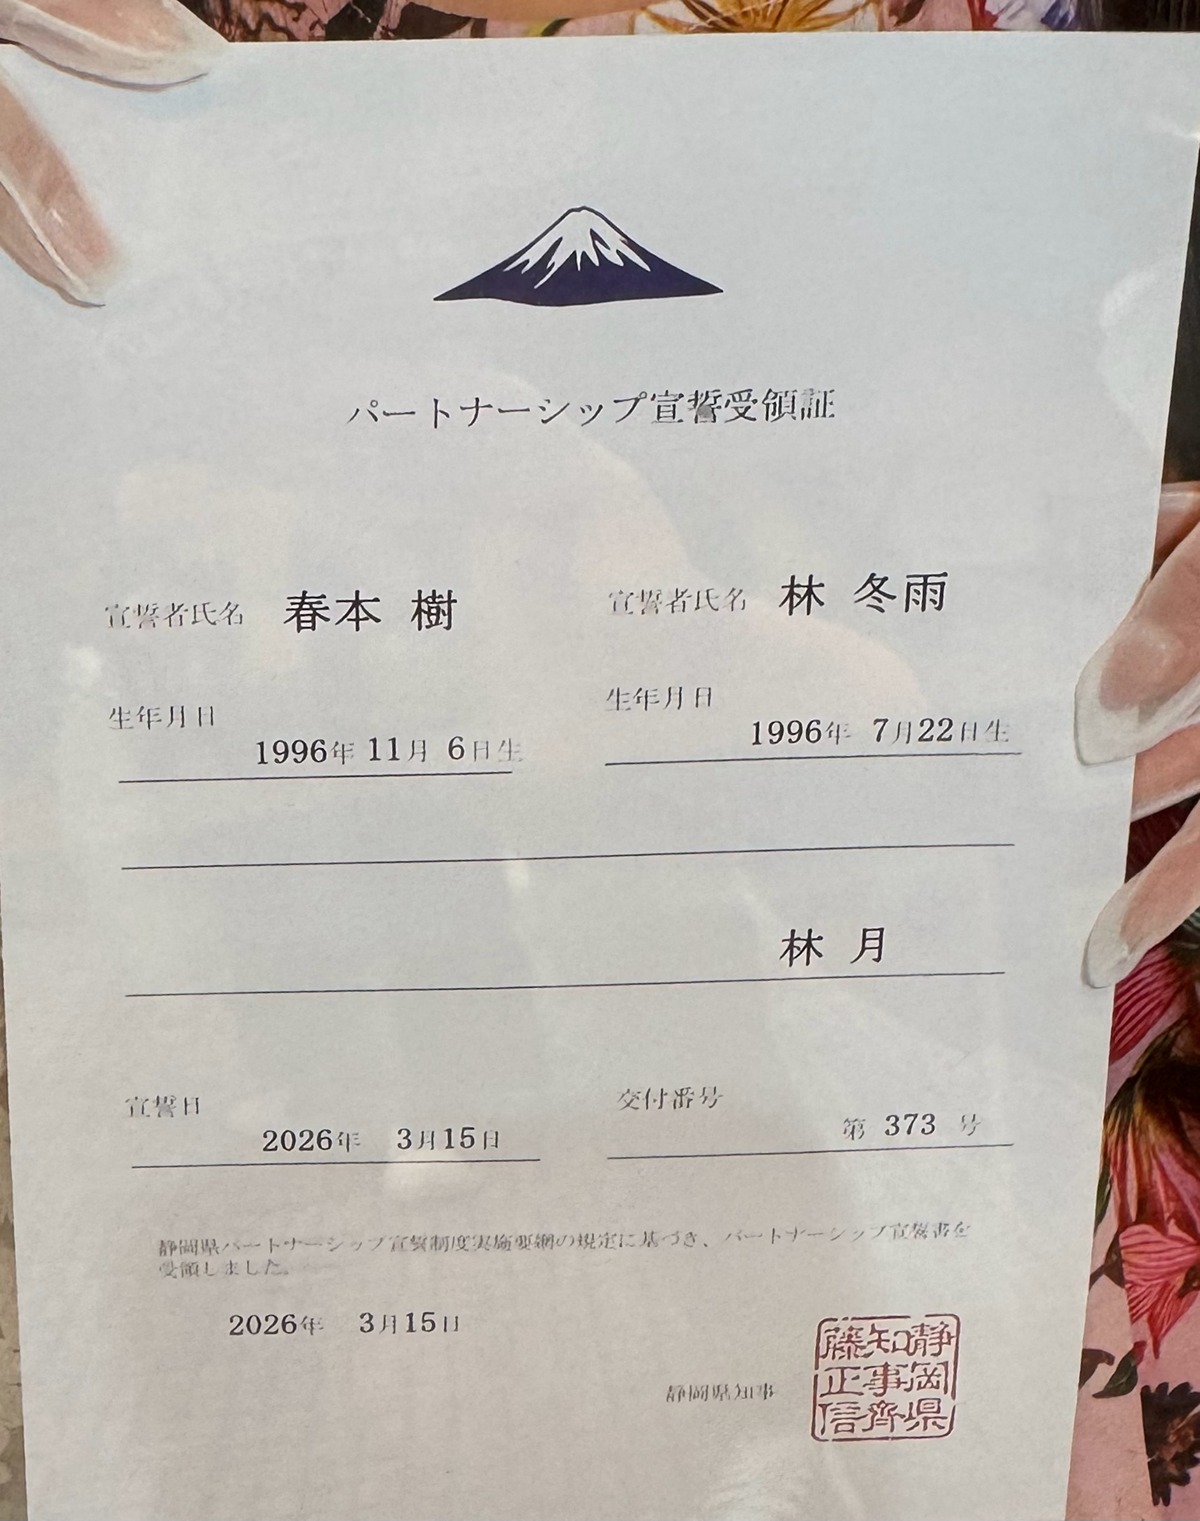 パートナーシップ宣誓受領証
宣誓者氏名 春本 樹
宣誓者氏名 林 冬雨
生年月日
1996年 11月 6日生
生年月日
1996年 7月22日生
林 月
宣誓日
2026年 3月15日
交付番号
第 373 号
静岡県パートナーシップ宣誓制度実施要綱の規定に基づき、パートナーシップ宣誓書を
受領しました。
2026年 3月15日
静岡県知事
静岡県
知事齊
藤正信